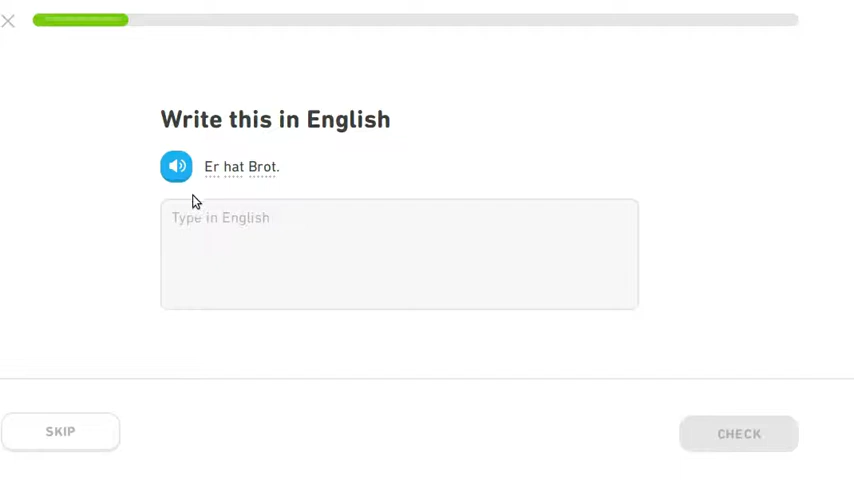 Write this in English
Er hat Brot.
Type in English
SKIP
CHECK